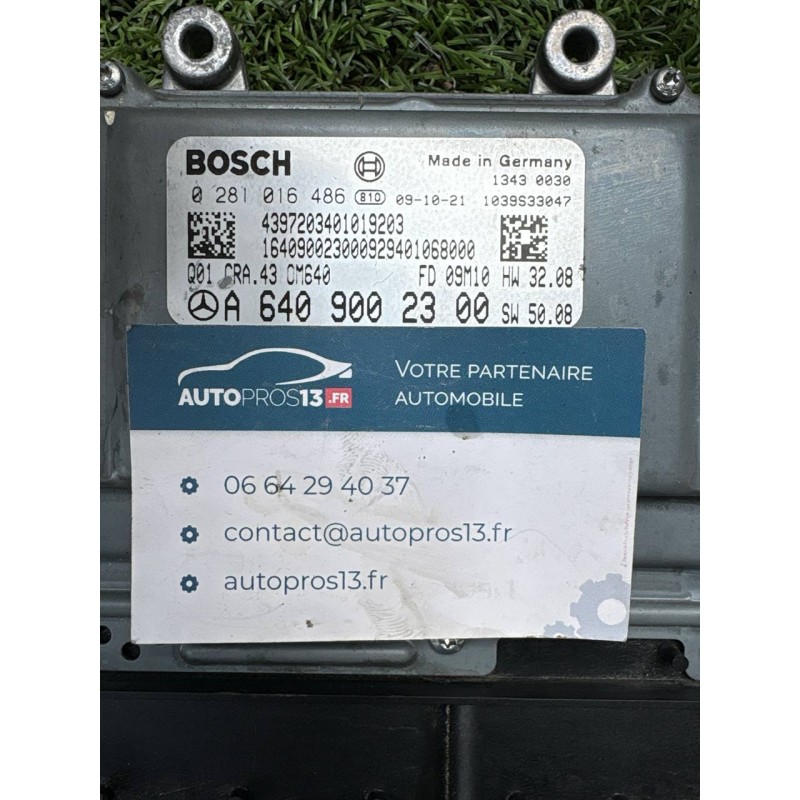 BOSCH
Made in Germany
1343 0030
0 281 016 486 810 09-10-21 1039S33047
4397203401019203
164090023000929401068000
Q01 CRA.43 OM640 FD 09M10 HW 32.08
A 640 900 23 00 SW 50.08
AUTOPROS13.FR
VOTRE PARTENAIRE
AUTOMOBILE
06 64 29 40 37
contact@autopros13.fr
autopros13.fr